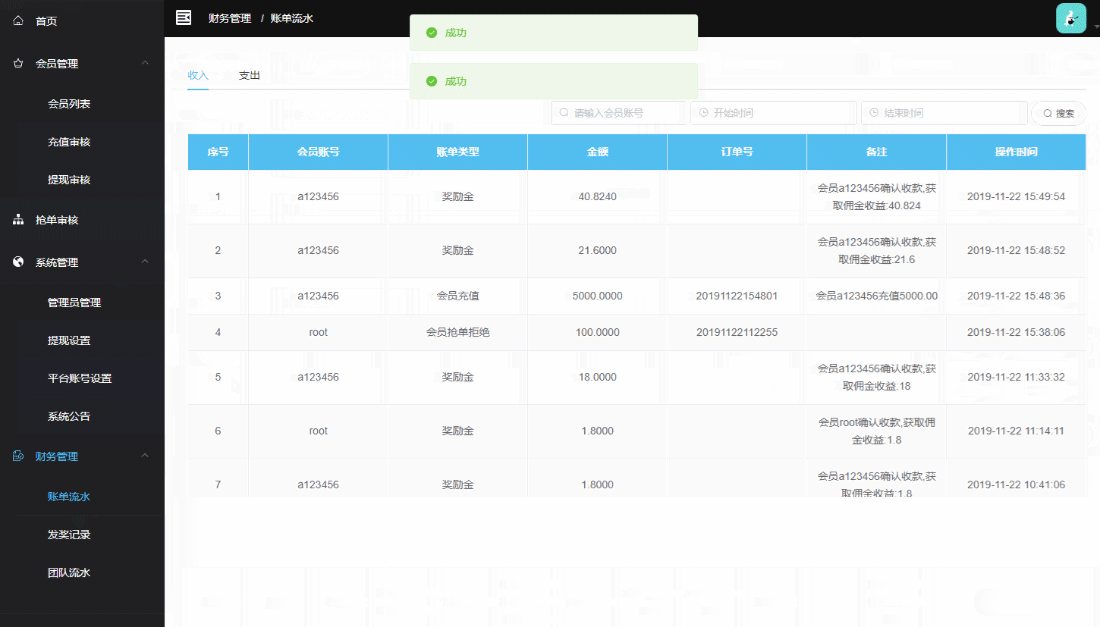 首页
会员管理
会员列表
充值审核
提现审核
抢单审核
系统管理
管理员管理
提现设置
平台账号设置
系统公告
财务管理
账单流水
发奖记录
团队流水
财务管理 / 账单流水
成功
成功
收入 支出
请输入会员账号 开始时间 结束时间 搜索
序号 会员账号 账单类型 金额 订单号 备注 操作时间
1 a123456 奖励金 40.8240 会员a123456确认收款,获 2019-11-22 15:49:54
取佣金收益:40.824
2 a123456 奖励金 21.6000 会员a123456确认收款,获 2019-11-22 15:48:52
取佣金收益:21.6
3 a123456 会员充值 5000.0000 20191122154801 会员a123456充值5000.00 2019-11-22 15:48:36
4 root 会员抢单拒绝 100.0000 20191122112255 2019-11-22 15:38:06
5 a123456 奖励金 18.0000 会员a123456确认收款,获 2019-11-22 11:33:32
取佣金收益:18
6 root 奖励金 1.8000 会员root确认收款,获取佣 2019-11-22 11:14:11
金收益:1.8
7 a123456 奖励金 1.8000 会员a123456确认收款,获 2019-11-22 10:41:06
取佣金收益:1.8